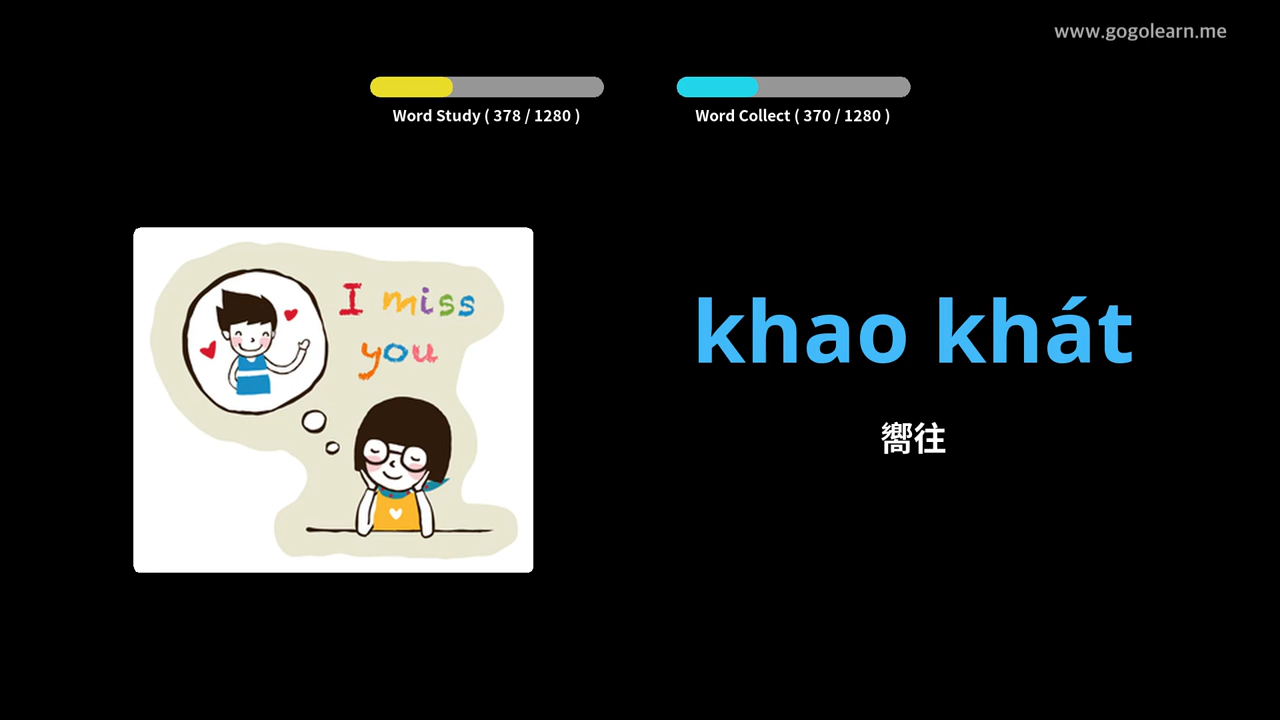 www.gogolearn.me
Word Study ( 378 / 1280 )
Word Collect ( 370 / 1280 )
I miss
you
khao khát
嚮往